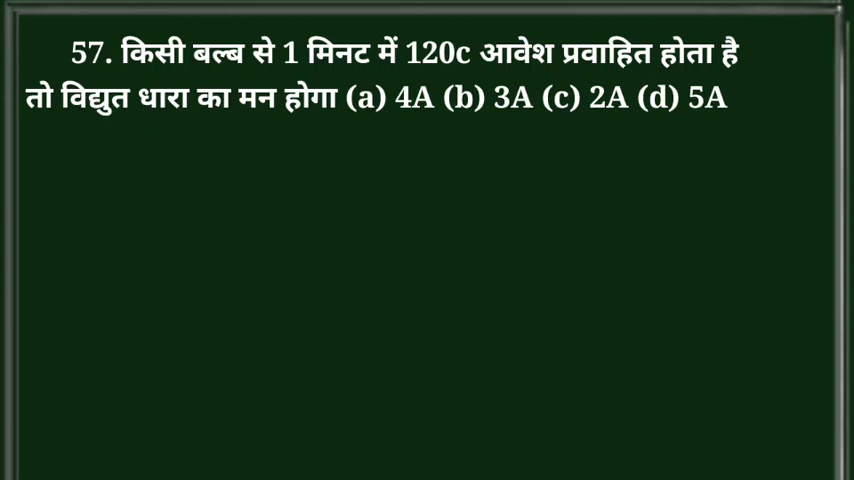 57. किसी बल्ब से 1 मिनट में 120c आवेश प्रवाहित होता है
तो विद्युत धारा का मन होगा (a) 4A (b) 3A (c) 2A (d) 5A